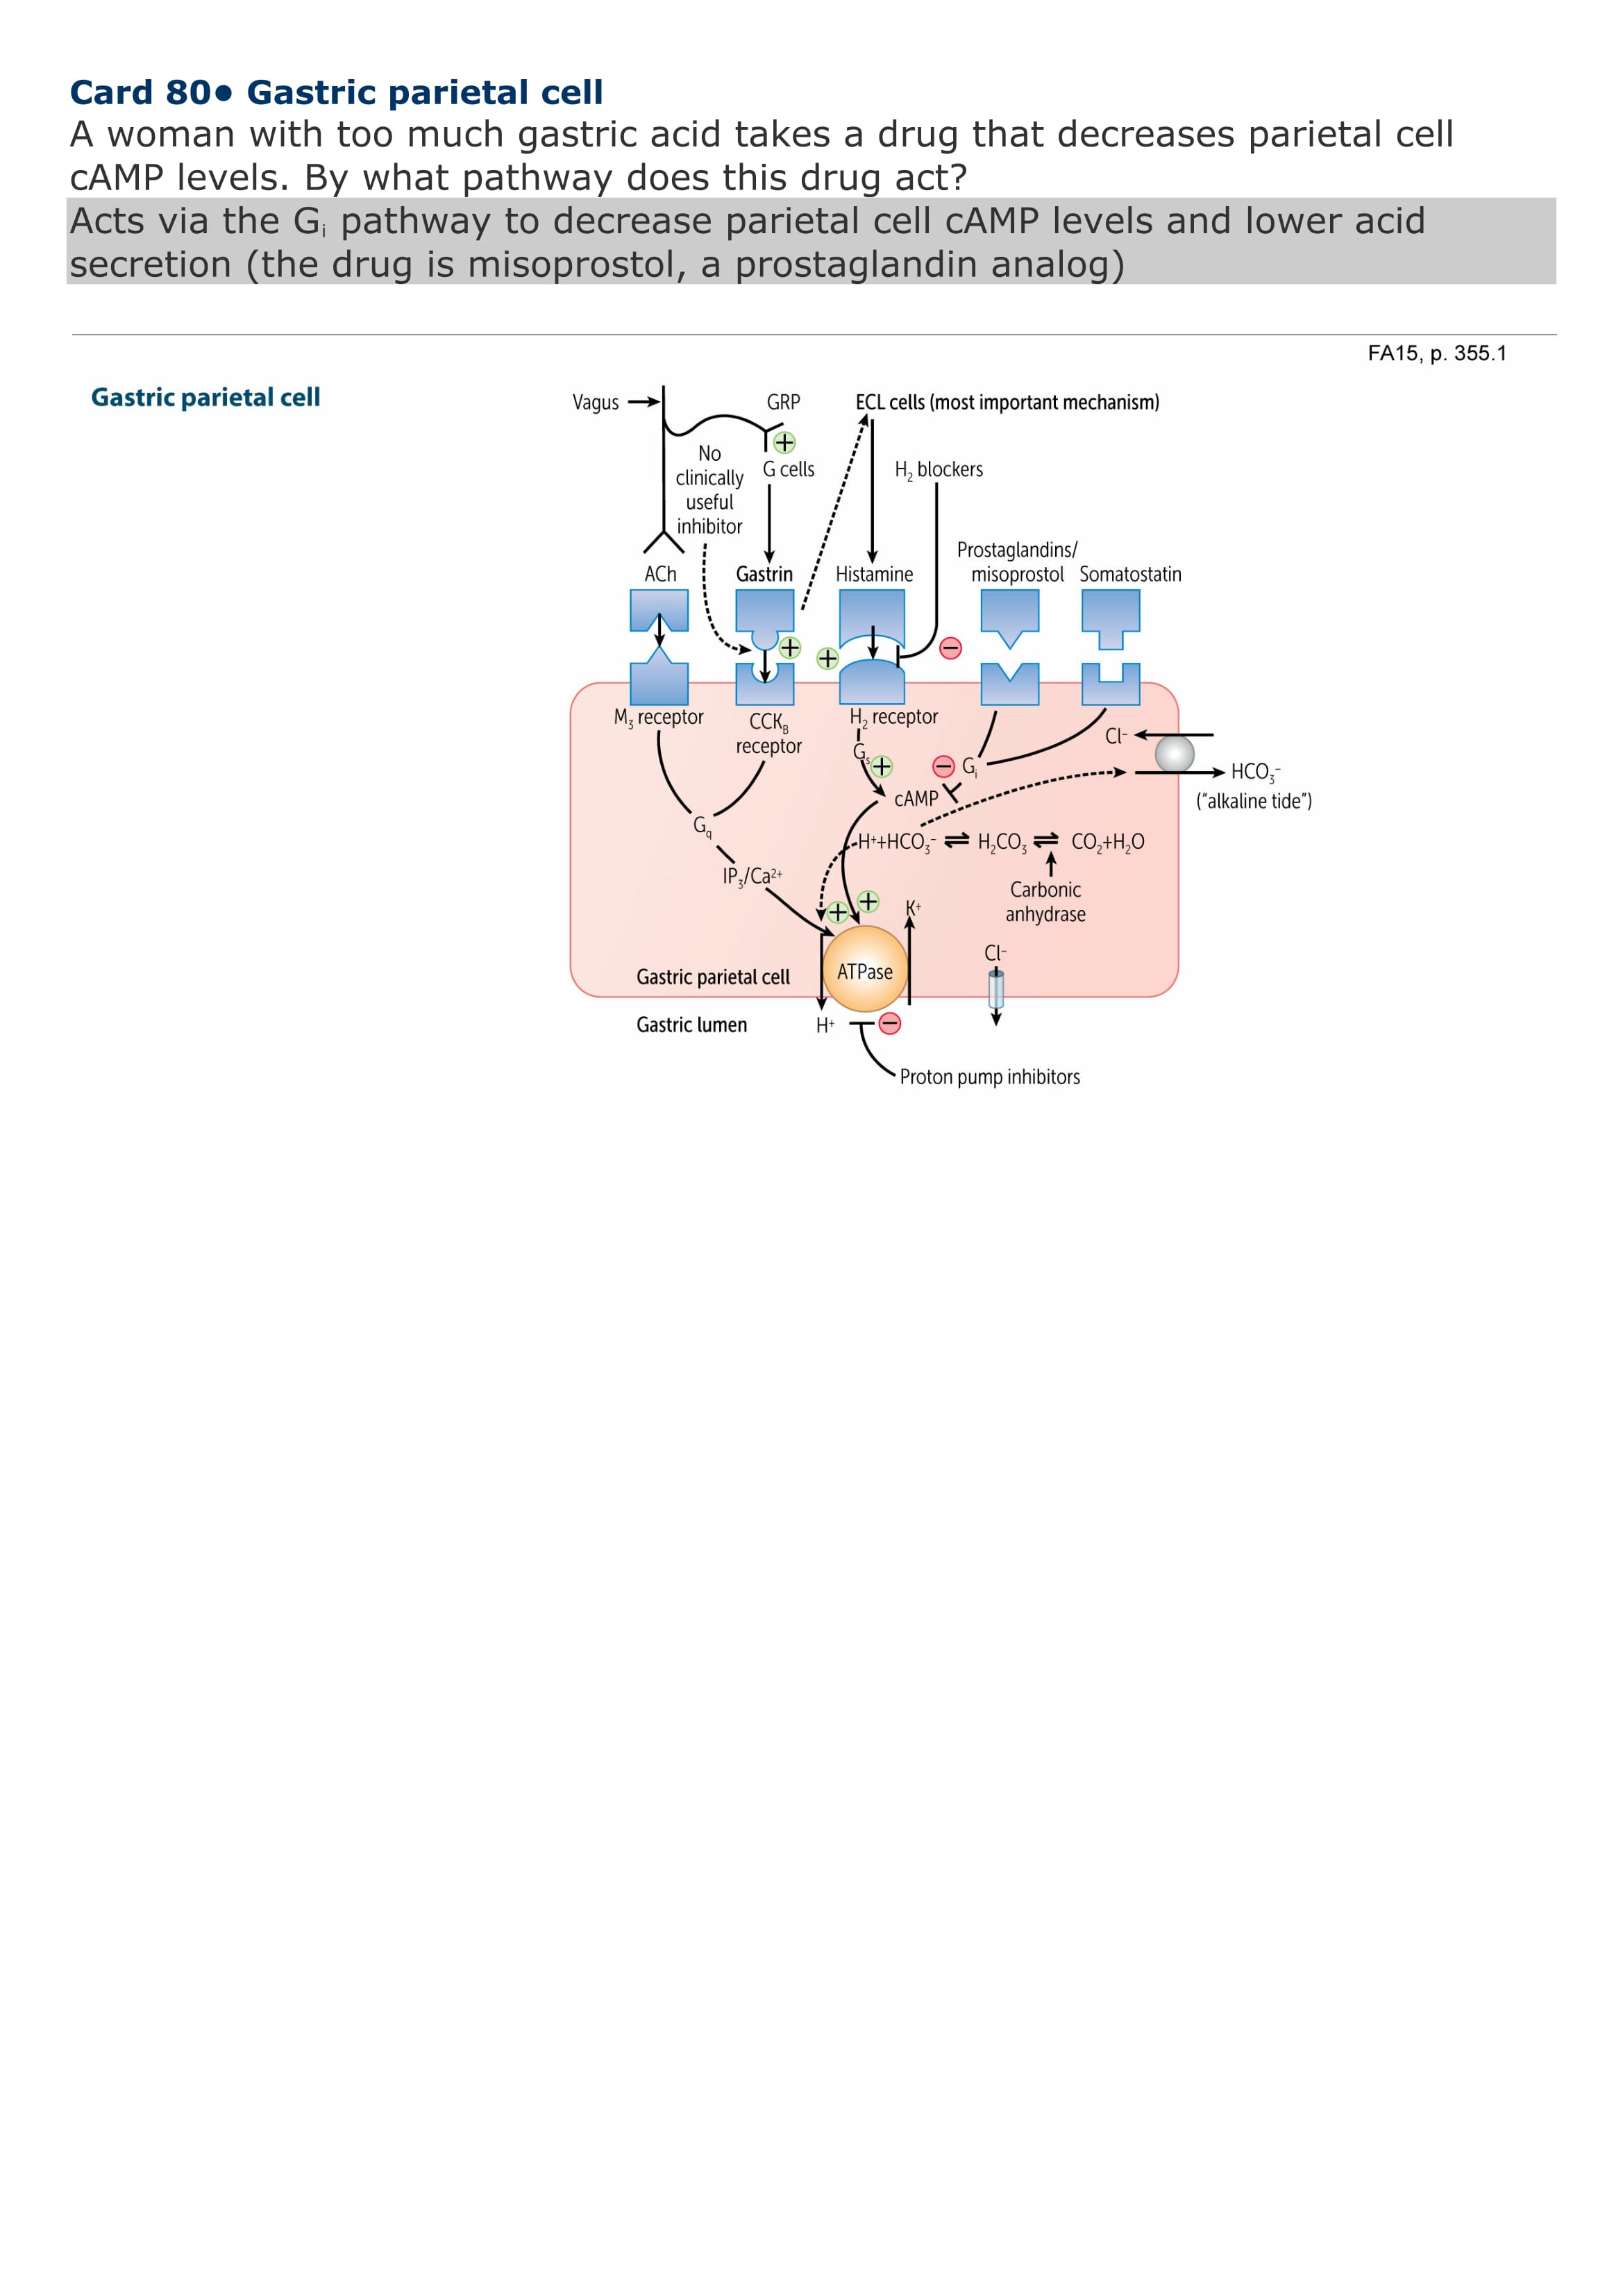 Card 80• Gastric parietal cell
A woman with too much gastric acid takes a drug that decreases parietal cell
cAMP levels. By what pathway does this drug act?
Acts via the Gi pathway to decrease parietal cell cAMP levels and lower acid
secretion (the drug is misoprostol, a prostaglandin analog)
FA15, p. 355.1
Gastric parietal cell
Vagus
GRP
ECL cells (most important mechanism)
No
clinically
useful
inhibitor
G cells
H₂ blockers
Prostaglandins/
misoprostol
Somatostatin
ACh
Gastrin
Histamine
+
+
+
−
M₃ receptor
CCKB
receptor
H₂ receptor
Gs
+
−
Gi
Cl⁻
HCO₃⁻
("alkaline tide")
cAMP
Gq
H⁺+HCO₃⁻ ⇌ H₂CO₃ ⇌ CO₂+H₂O
IP₃/Ca²⁺
Carbonic
anhydrase
+
+
K⁺
Cl⁻
ATPase
Gastric parietal cell
Gastric lumen
H⁺
−
Proton pump inhibitors